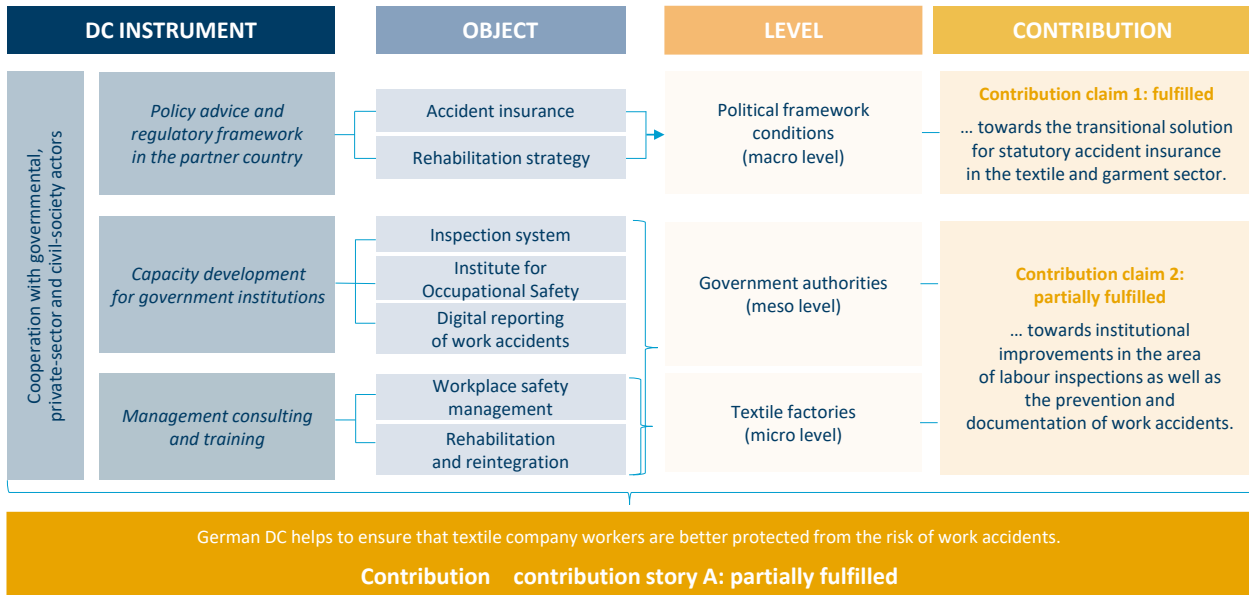 DC INSTRUMENT
OBJECT
LEVEL
CONTRIBUTION
Cooperation with governmental,
private-sector and civil-society actors
Policy advice and
regulatory framework
in the partner country
Accident insurance
Rehabilitation strategy
Political framework
conditions
(macro level)
Contribution claim 1: fulfilled
… towards the transitional solution
for statutory accident insurance
in the textile and garment sector.
Capacity development
for government institutions
Inspection system
Institute for
Occupational Safety
Digital reporting
of work accidents
Government authorities
(meso level)
Contribution claim 2:
partially fulfilled
… towards institutional
improvements in the area
of labour inspections as well as
the prevention and
documentation of work accidents.
Management consulting
and training
Workplace safety
management
Rehabilitation
and reintegration
Textile factories
(micro level)
German DC helps to ensure that textile company workers are better protected from the risk of work accidents.
Contribution contribution story A: partially fulfilled